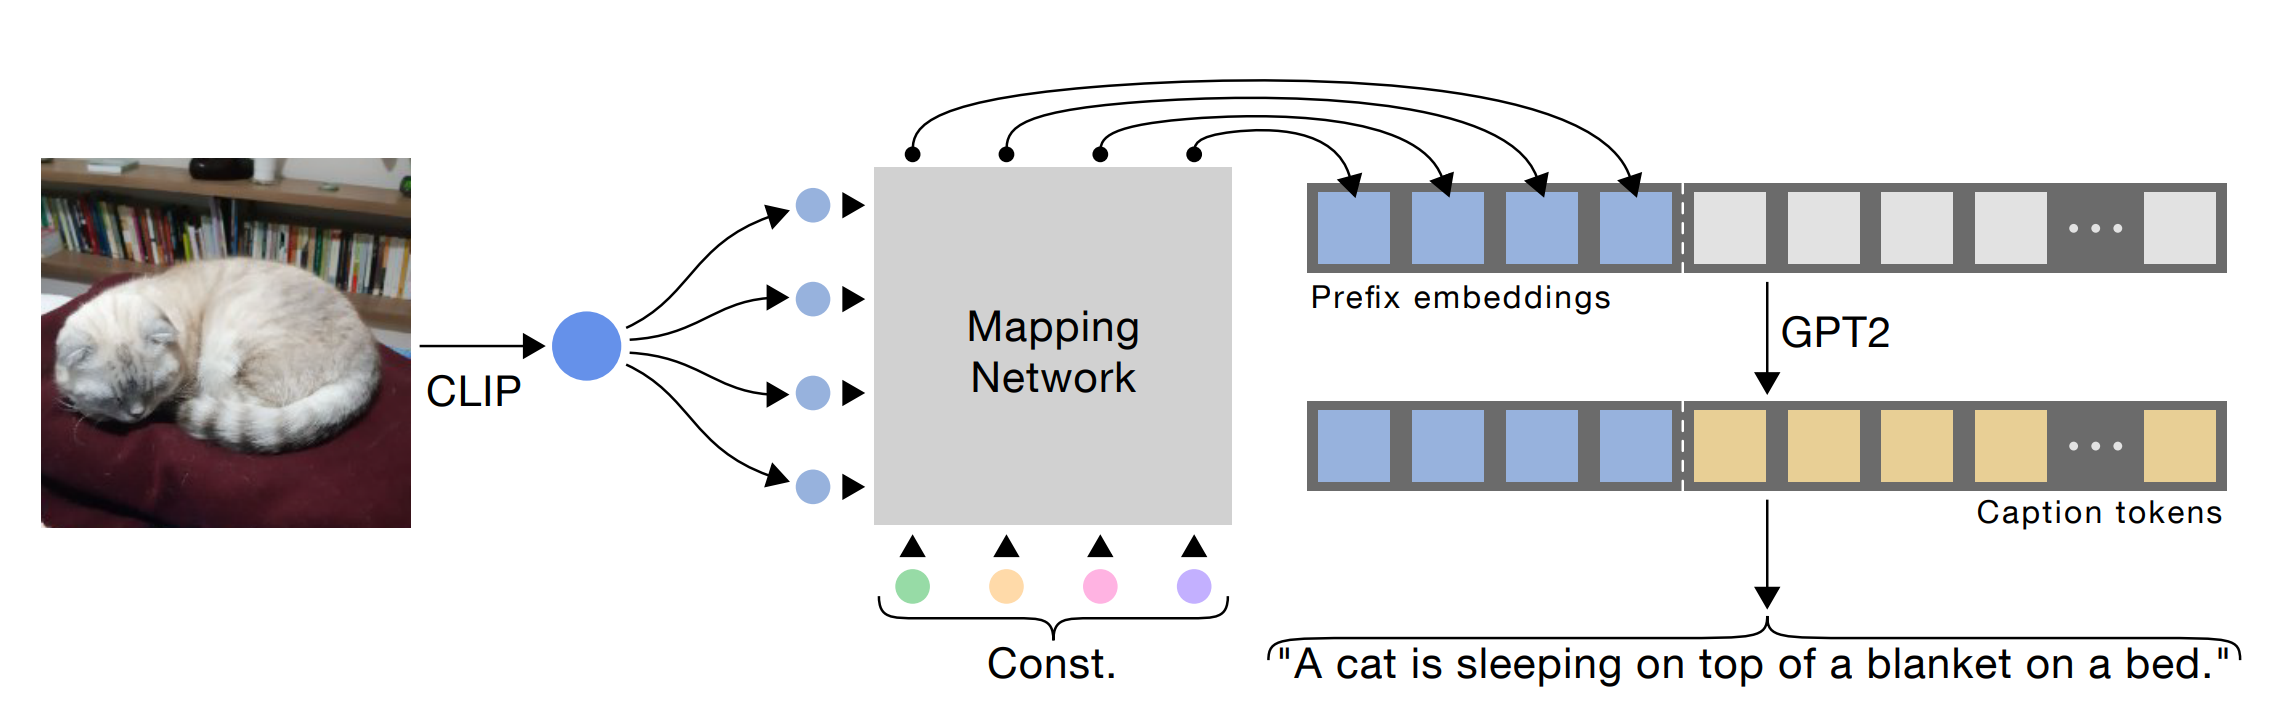 CLIP
Mapping
Network
Const.
Prefix embeddings
GPT2
Caption tokens
"A cat is sleeping on top of a blanket on a bed."